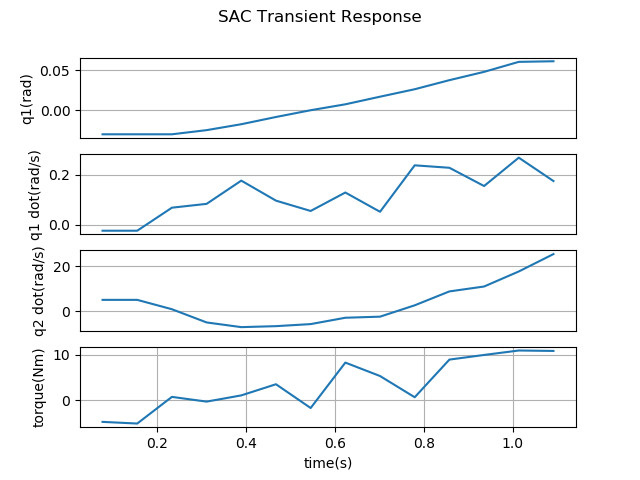 SAC Transient Response
q1(rad)
0.05
0.00
q1 dot(rad/s)
0.2
0.0
q2 dot(rad/s)
20
0
torque(Nm)
10
0
0.2 0.4 0.6 0.8 1.0
time(s)